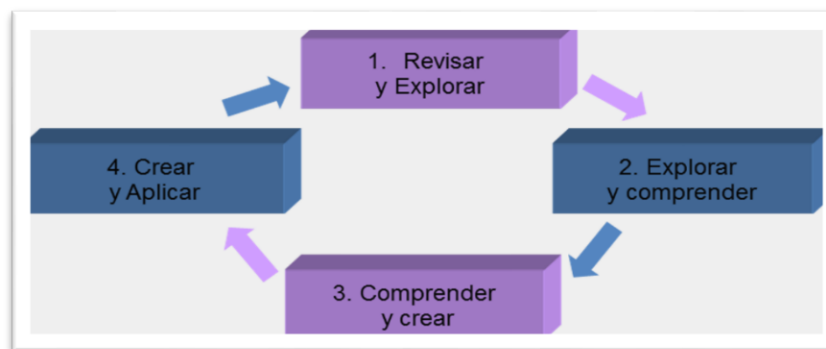 1. Revisar
y Explorar
2. Explorar
y comprender
3. Comprender
y crear
4. Crear
y Aplicar